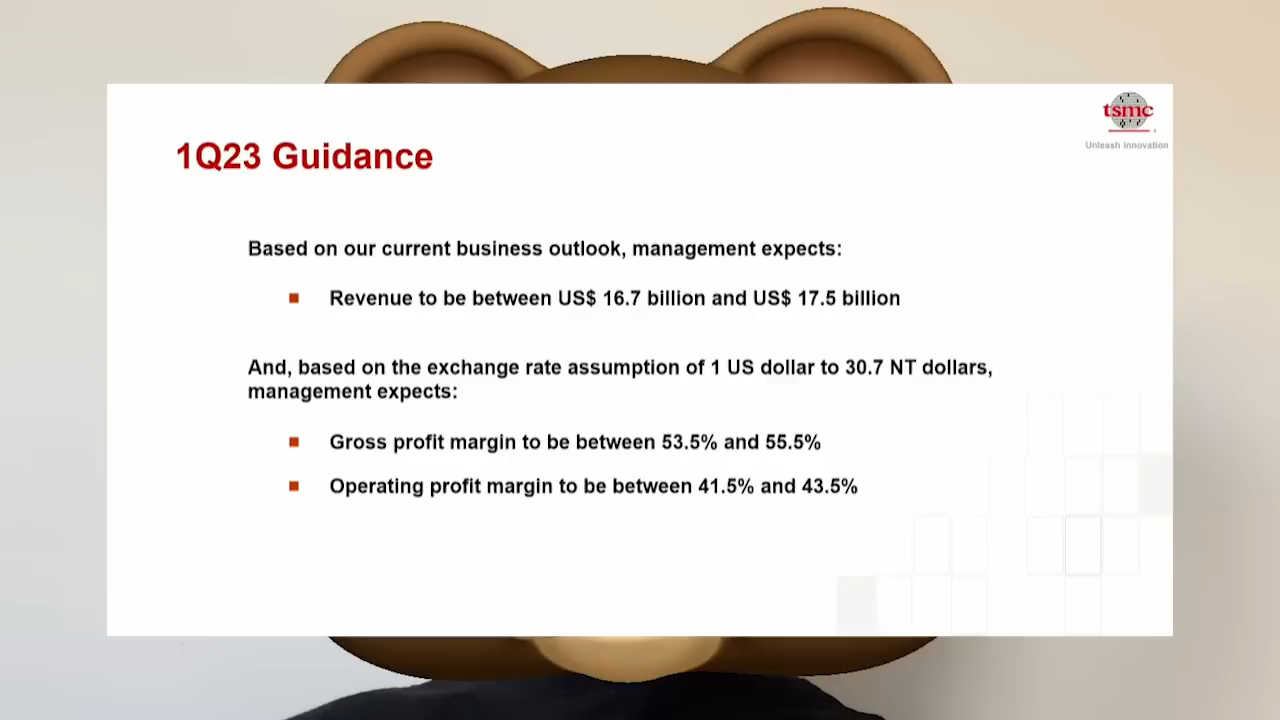 tsmc
Unleash Innovation
1Q23 Guidance
Based on our current business outlook, management expects:
Revenue to be between US$ 16.7 billion and US$ 17.5 billion
And, based on the exchange rate assumption of 1 US dollar to 30.7 NT dollars,
management expects:
Gross profit margin to be between 53.5% and 55.5%
Operating profit margin to be between 41.5% and 43.5%